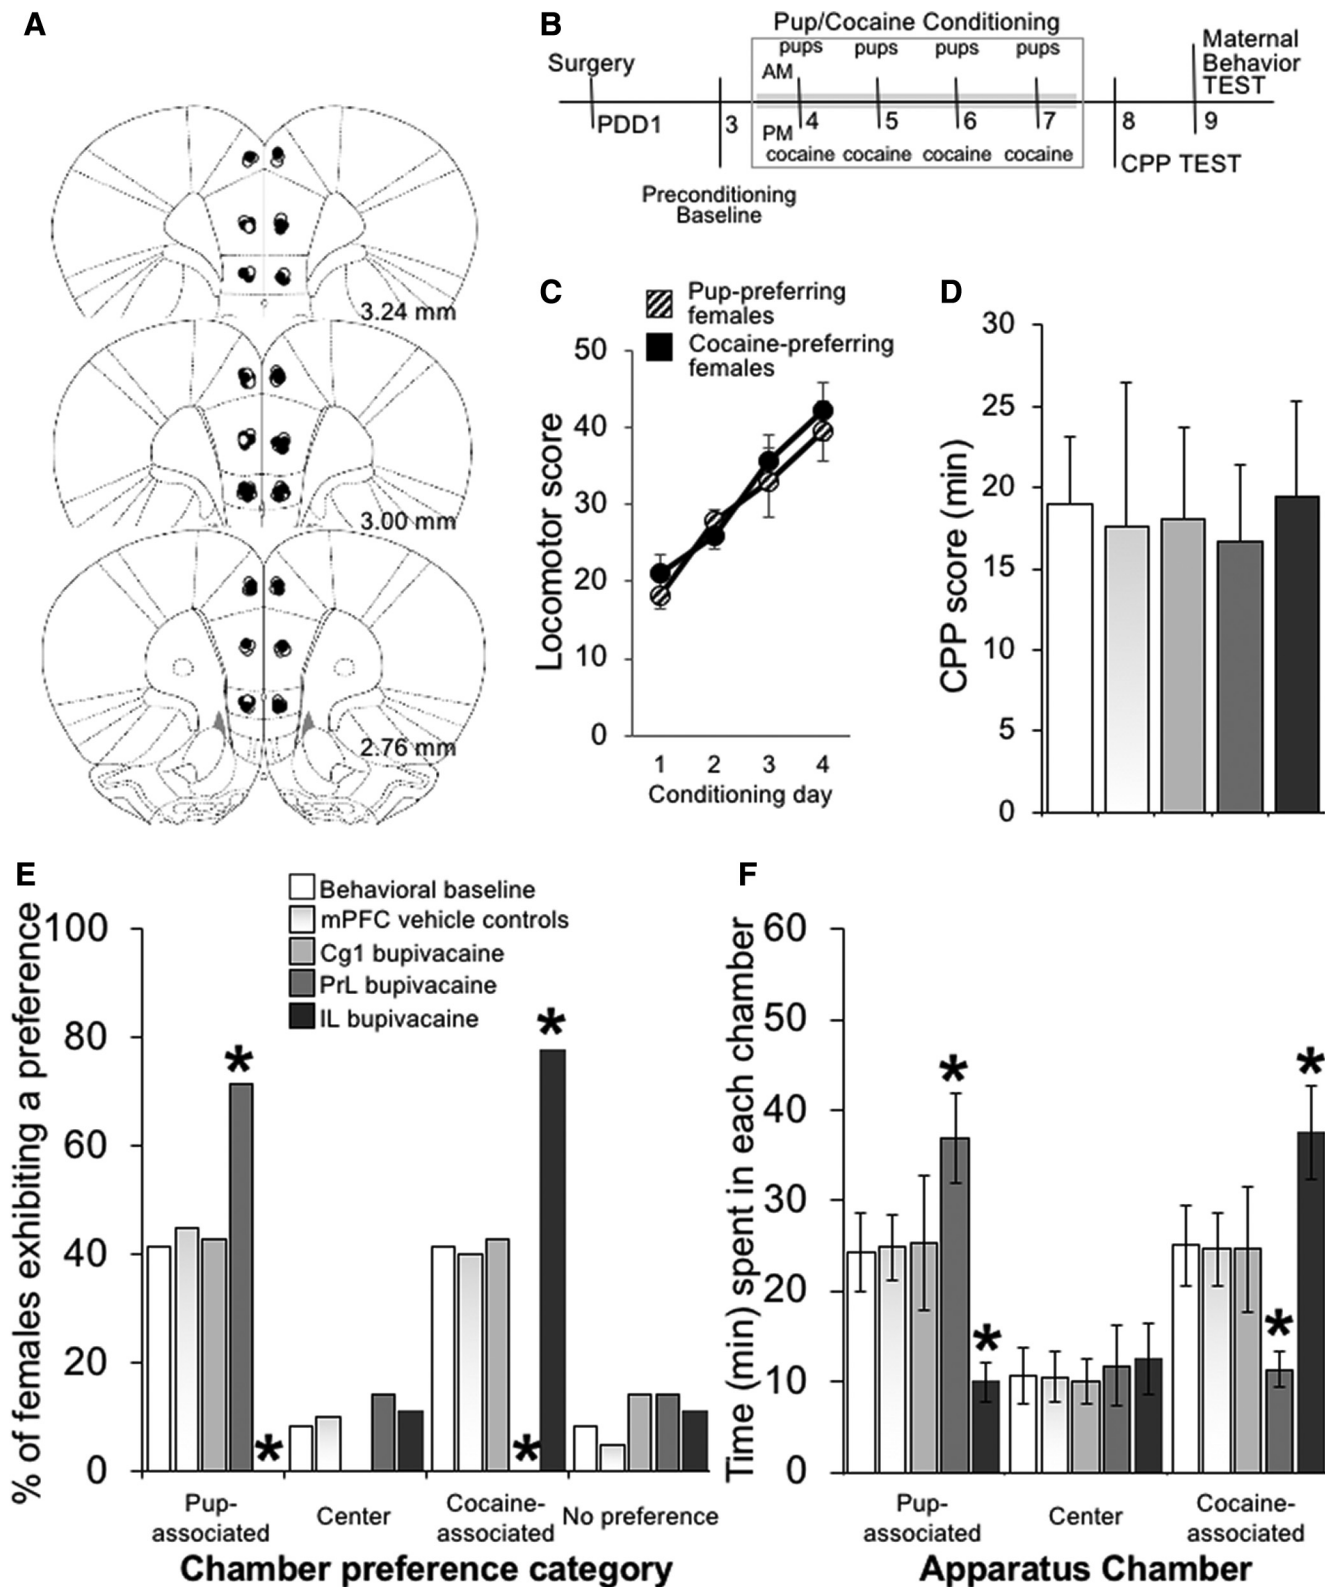 A
3.24 mm
3.00 mm
2.76 mm
B
Pup/Cocaine Conditioning
Surgery
pups pups pups pups
AM
Maternal
Behavior
TEST
PDD1
3
4
5
6
7
8
9
PM
cocaine cocaine cocaine cocaine
CPP TEST
Preconditioning
Baseline
C
Pup-preferring
females
Cocaine-preferring
females
Locomotor score
50
40
30
20
10
0
1 2 3 4
Conditioning day
D
CPP score (min)
30
25
20
15
10
5
0
E
Behavioral baseline
mPFC vehicle controls
Cg1 bupivacaine
PrL bupivacaine
IL bupivacaine
% of females exhibiting a preference
100
80
60
40
20
0
*
*
*
*
Pup-
associated
Center
Cocaine-
associated
No preference
Chamber preference category
F
Time (min) spent in each chamber
60
50
40
30
20
10
0
*
*
*
*
Pup-
associated
Center
Cocaine-
associated
Apparatus Chamber